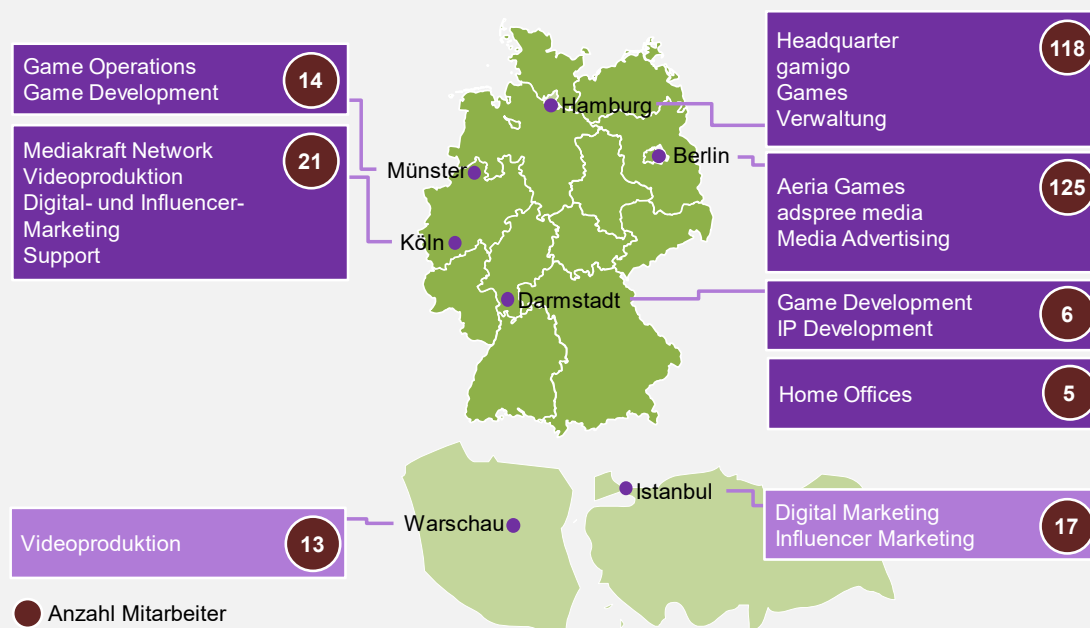 Game Operations
Game Development
14
Mediakraft Network
Videoproduktion
Digital- und Influencer-
Marketing
Support
21
Headquarter
gamigo
Games
Verwaltung
118
Aeria Games
adspree media
Media Advertising
125
Game Development
IP Development
6
Home Offices
5
Hamburg
Berlin
Münster
Köln
Darmstadt
Warschau
Istanbul
Videoproduktion
13
Digital Marketing
Influencer Marketing
17
Anzahl Mitarbeiter